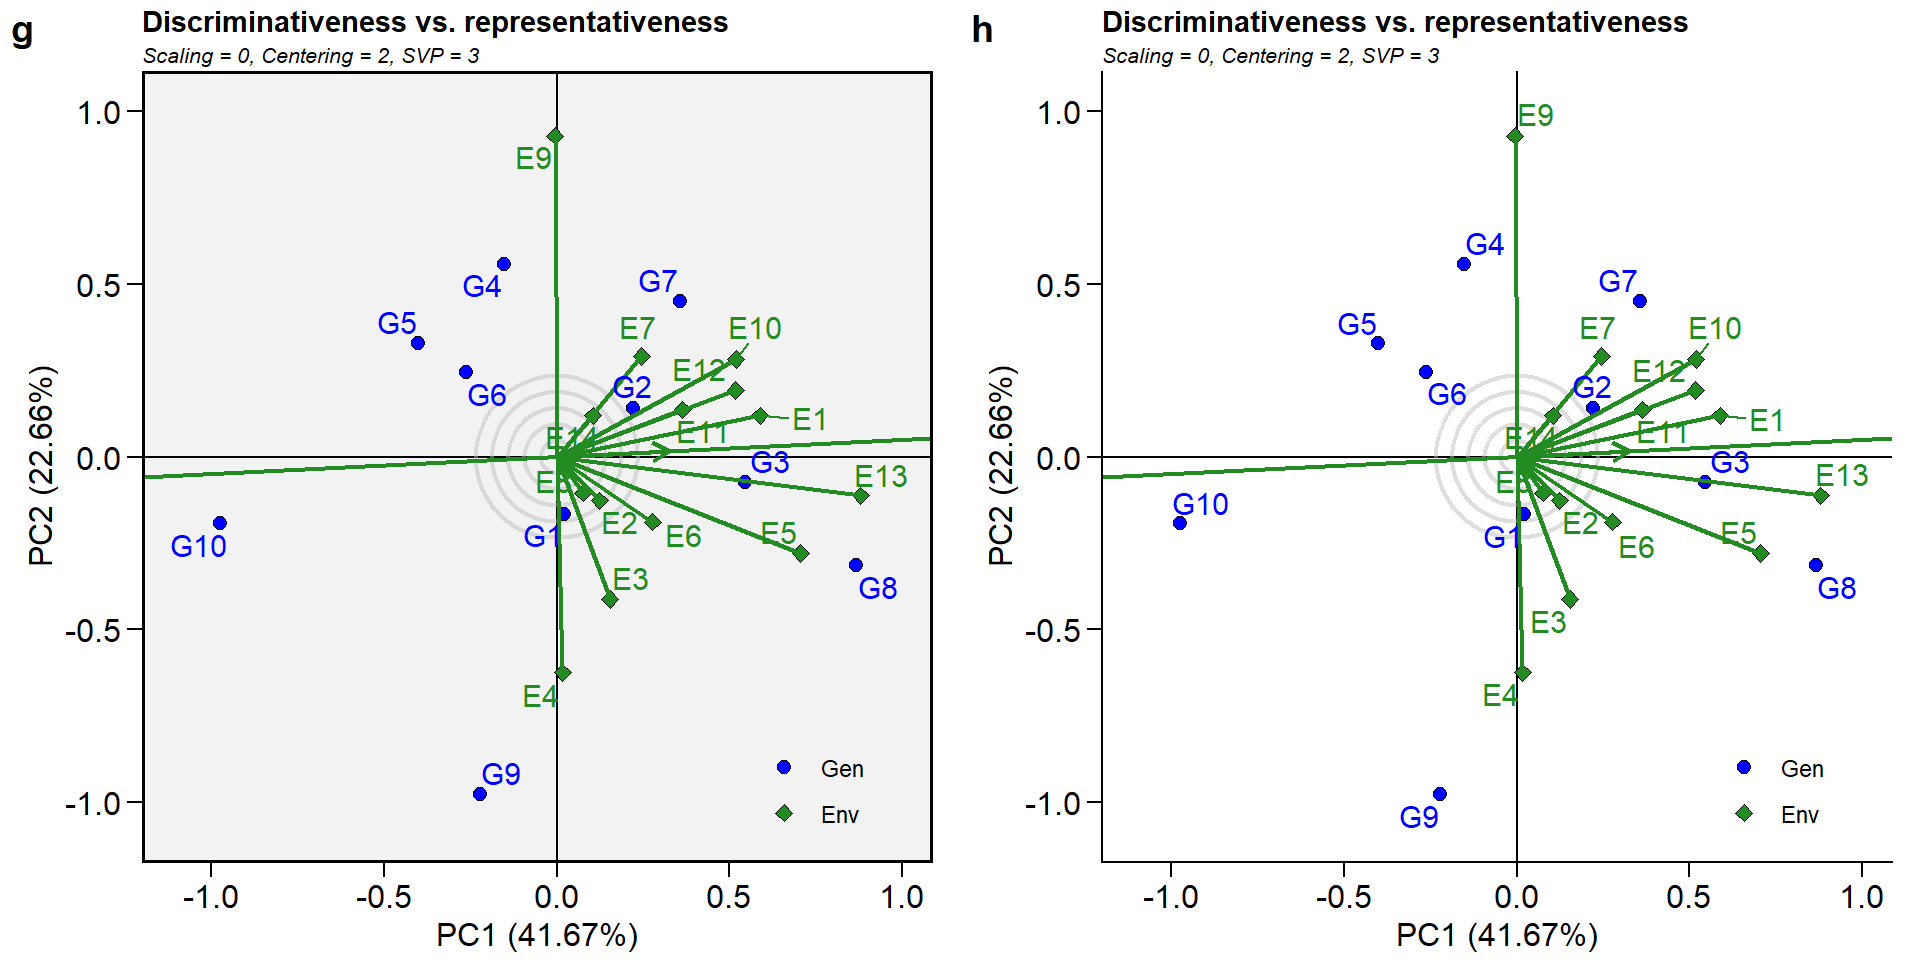 g
Discriminativeness vs. representativeness
Scaling = 0, Centering = 2, SVP = 3
1.0
0.5
0.0
-0.5
-1.0
PC2 (22.66%)
E9
G4
G7
G5
E7
E10
E12
G6
G2
E1
E11
G3
E13
G10
G1
E2
E6
E5
E3
G8
E4
G9
Gen
Env
-1.0
-0.5
0.0
0.5
1.0
PC1 (41.67%)
h
Discriminativeness vs. representativeness
Scaling = 0, Centering = 2, SVP = 3
1.0
0.5
0.0
-0.5
-1.0
PC2 (22.66%)
E9
G4
G7
G5
E7
E10
E12
G6
G2
E1
E11
G3
E13
G10
G1
E2
E6
E5
E3
G8
E4
G9
Gen
Env
-1.0
-0.5
0.0
0.5
1.0
PC1 (41.67%)